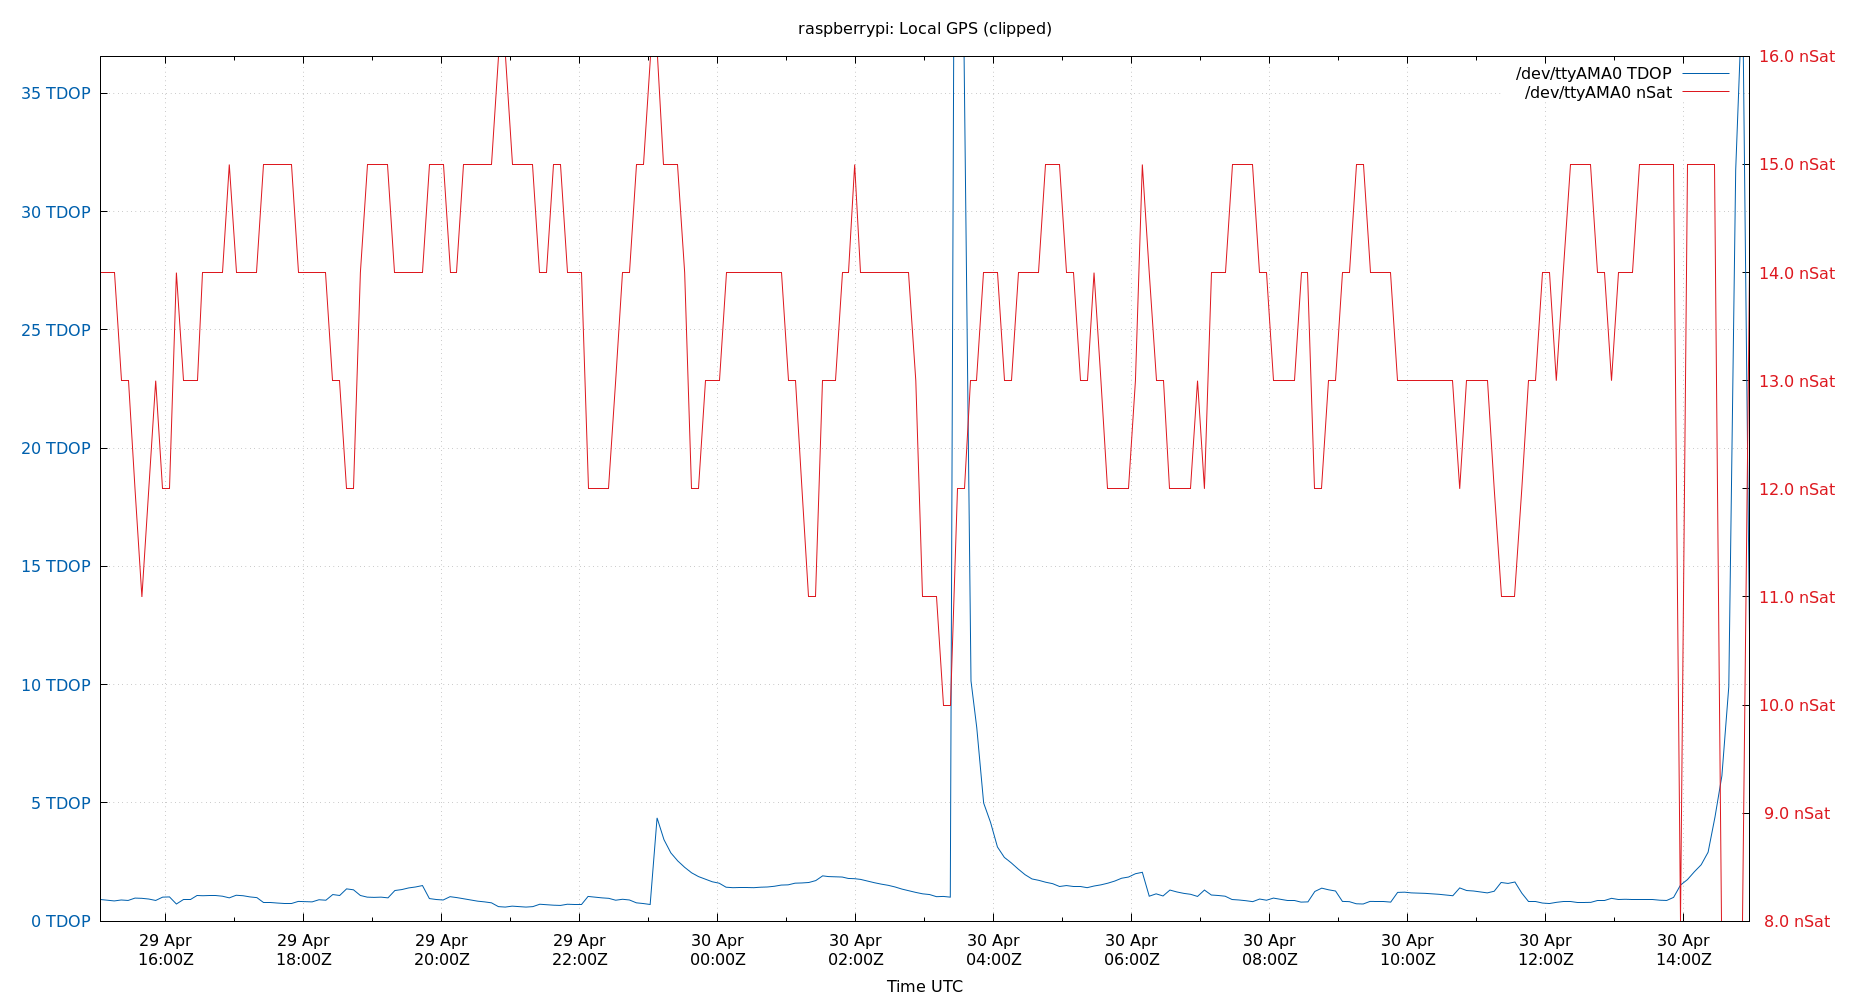 raspberrypi: Local GPS (clipped)
/dev/ttyAMA0 TDOP
/dev/ttyAMA0 nSat
35 TDOP
30 TDOP
25 TDOP
20 TDOP
15 TDOP
10 TDOP
5 TDOP
0 TDOP
16.0 nSat
15.0 nSat
14.0 nSat
13.0 nSat
12.0 nSat
11.0 nSat
10.0 nSat
9.0 nSat
8.0 nSat
29 Apr
16:00Z
29 Apr
18:00Z
29 Apr
20:00Z
29 Apr
22:00Z
30 Apr
00:00Z
30 Apr
02:00Z
30 Apr
04:00Z
30 Apr
06:00Z
30 Apr
08:00Z
30 Apr
10:00Z
30 Apr
12:00Z
30 Apr
14:00Z
Time UTC